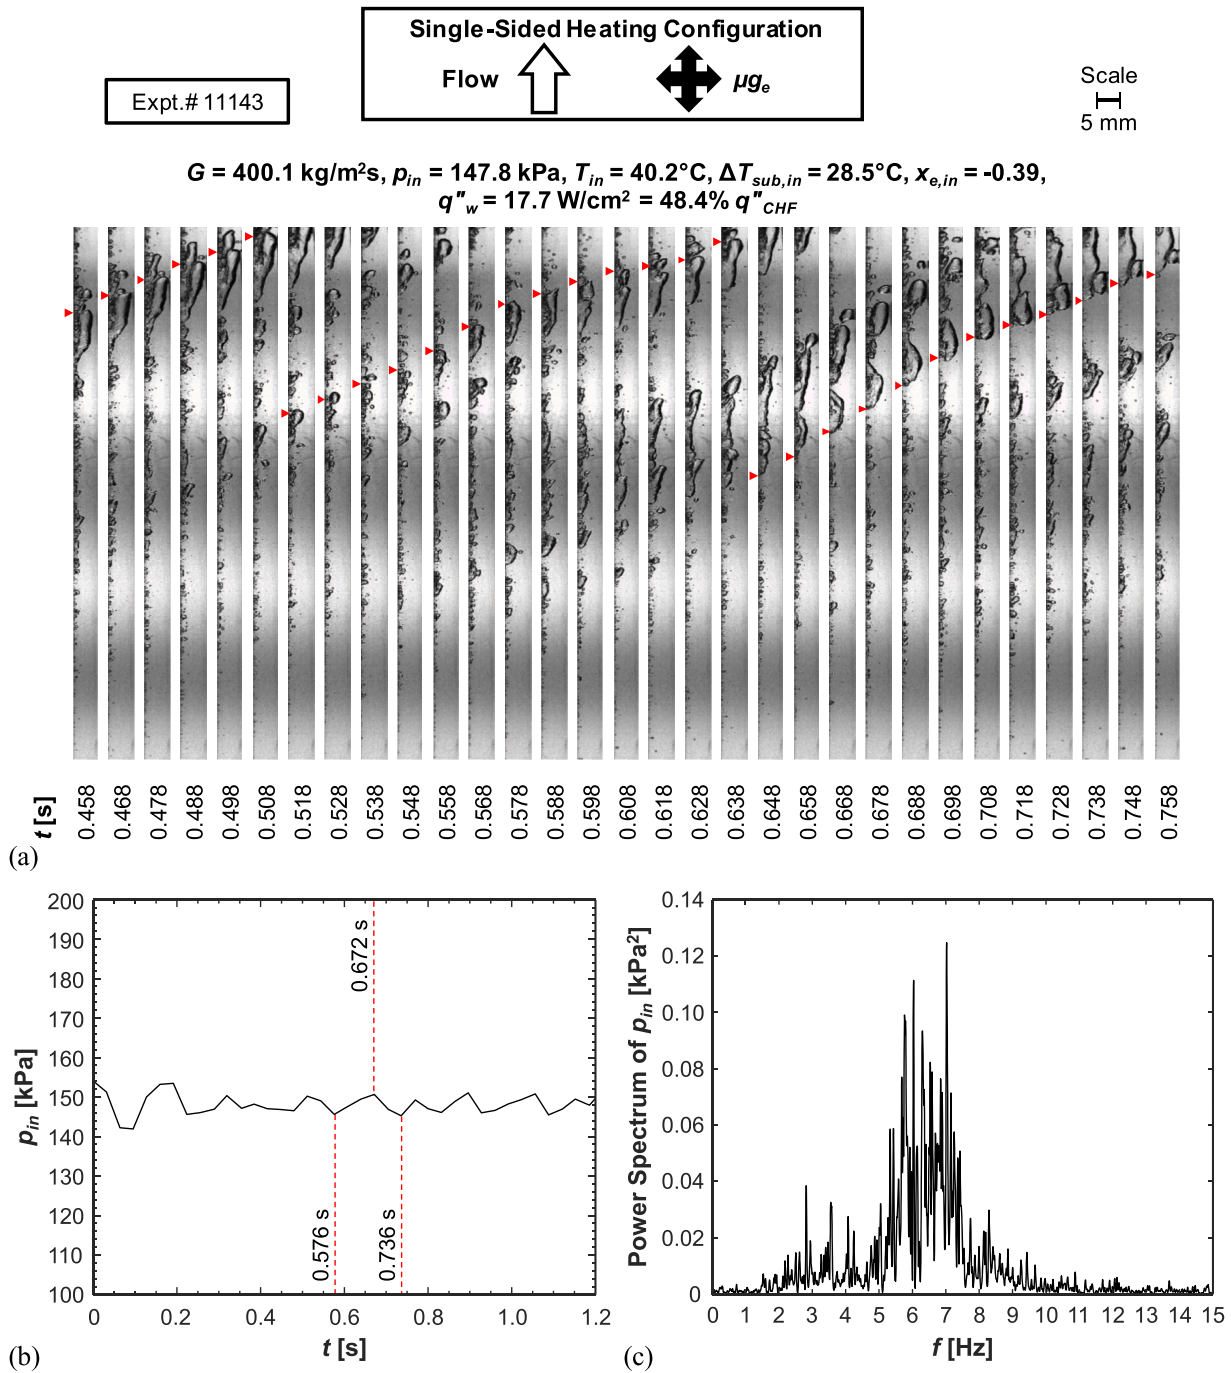 Single-Sided Heating Configuration
Flow
μgₑ
Expt.# 11143
Scale
5 mm
G = 400.1 kg/m²s, p_in = 147.8 kPa, T_in = 40.2°C, ΔT_sub,in = 28.5°C, x_e,in = -0.39,
q″_w = 17.7 W/cm² = 48.4% q″_CHF
t [s]
0.458
0.468
0.478
0.488
0.498
0.508
0.518
0.528
0.538
0.548
0.558
0.568
0.578
0.588
0.598
0.608
0.618
0.628
0.638
0.648
0.658
0.668
0.678
0.688
0.698
0.708
0.718
0.728
0.738
0.748
0.758
(a)
200
190
180
170
160
150
140
130
120
110
100
p_in [kPa]
0.672 s
0.576 s
0.736 s
0 0.2 0.4 0.6 0.8 1.0 1.2
t [s]
(b)
0.14
0.12
0.10
0.08
0.06
0.04
0.02
0
Power Spectrum of p_in [kPa²]
0 1 2 3 4 5 6 7 8 9 10 11 12 13 14 15
f [Hz]
(c)